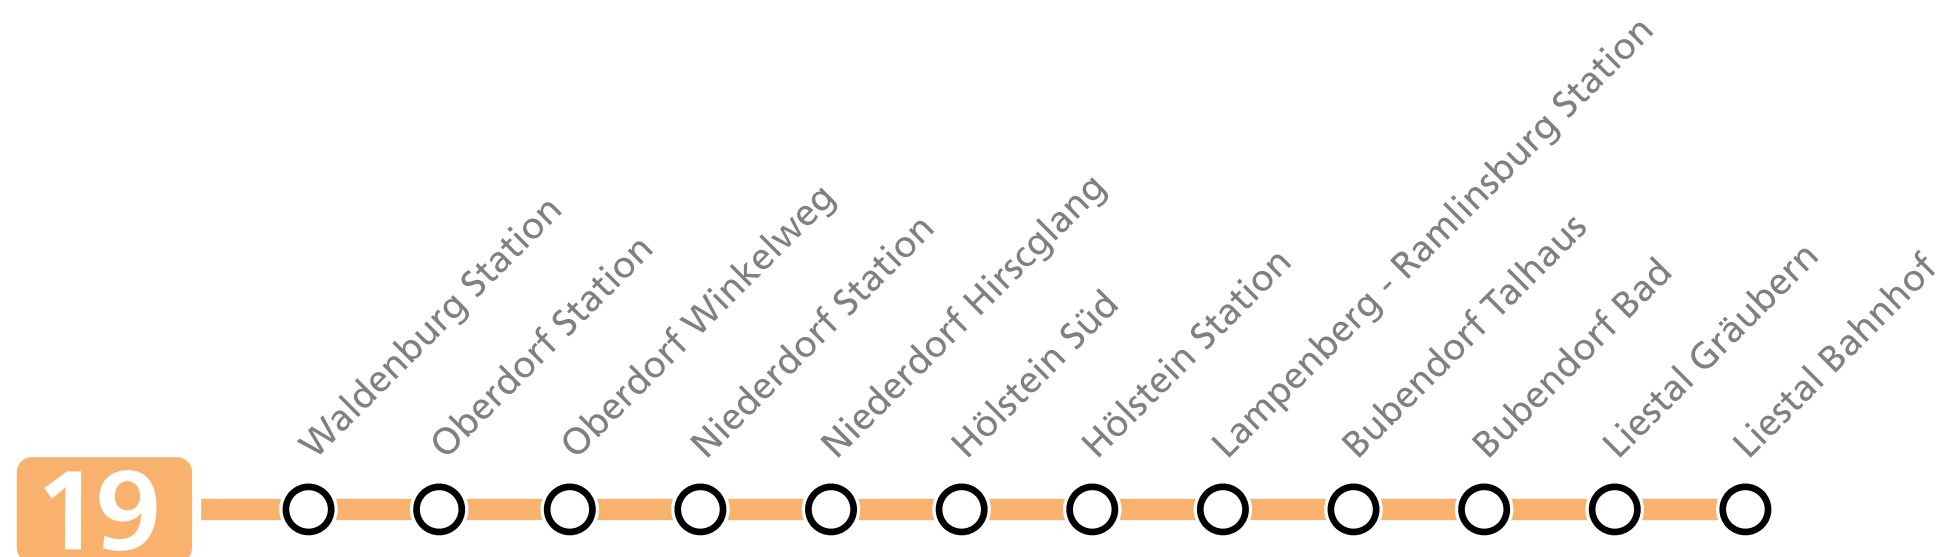 Waldenburg Station
Oberdorf Station
Oberdorf Winkelweg
Niederdorf Station
Niederdorf Hirscglang
Hölstein Süd
Hölstein Station
Lampenberg - Ramlinsburg Station
Bubendorf Talhaus
Bubendorf Bad
Liestal Gräubern
Liestal Bahnhof
19